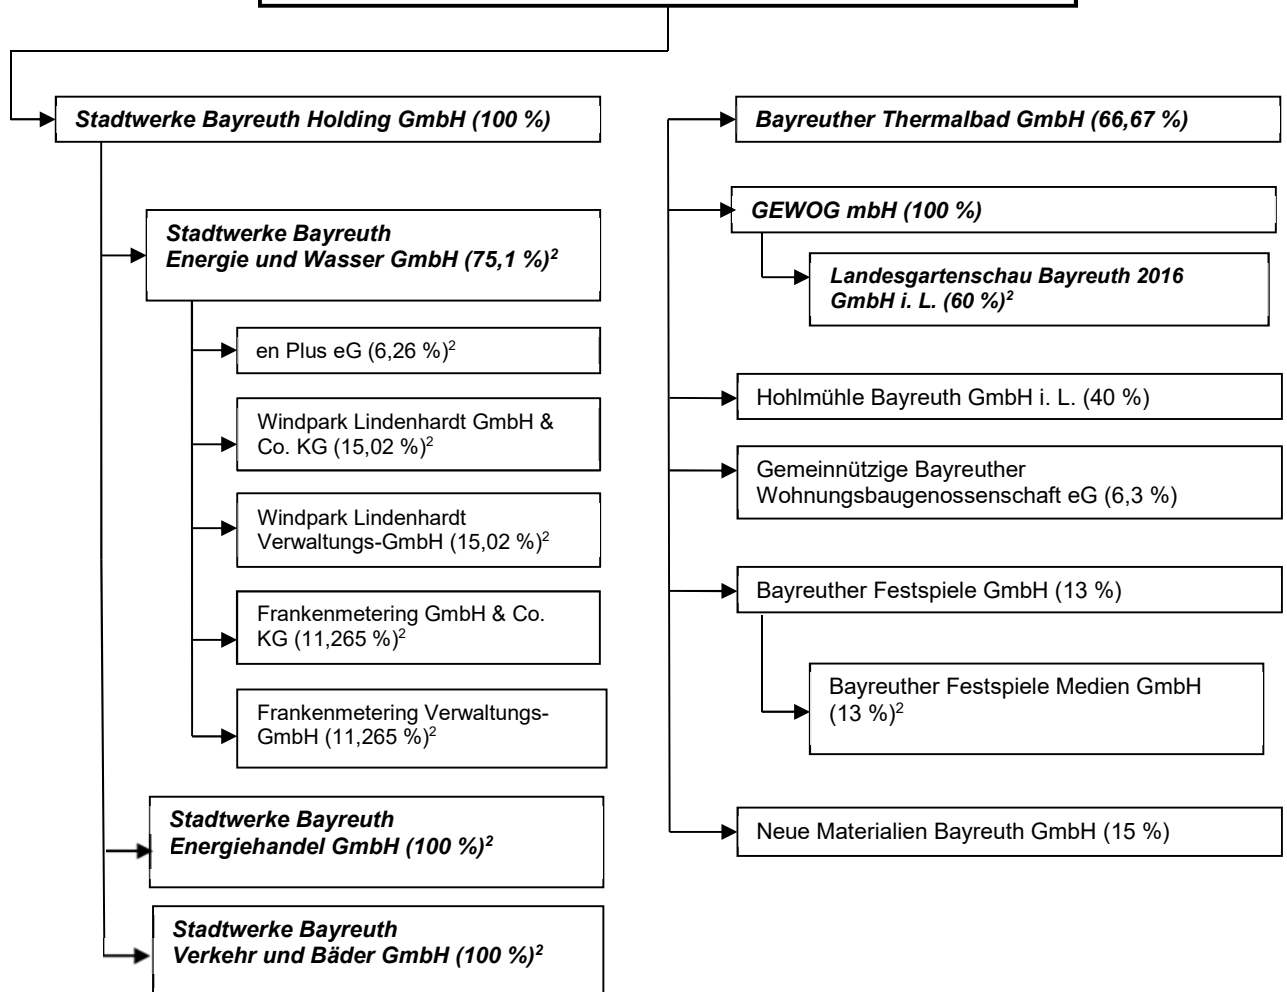 Stadtwerke Bayreuth Holding GmbH (100 %)
Stadtwerke Bayreuth
Energie und Wasser GmbH (75,1 %)²
en Plus eG (6,26 %)²
Windpark Lindenhardt GmbH &
Co. KG (15,02 %)²
Windpark Lindenhardt
Verwaltungs-GmbH (15,02 %)²
Frankenmetering GmbH & Co.
KG (11,265 %)²
Frankenmetering Verwaltungs-
GmbH (11,265 %)²
Stadtwerke Bayreuth
Energiehandel GmbH (100 %)²
Stadtwerke Bayreuth
Verkehr und Bäder GmbH (100 %)²
Bayreuther Thermalbad GmbH (66,67 %)
GEWOG mbH (100 %)
Landesgartenschau Bayreuth 2016
GmbH i. L. (60 %)²
Hohlmühle Bayreuth GmbH i. L. (40 %)
Gemeinnützige Bayreuther
Wohnungsbaugenossenschaft eG (6,3 %)
Bayreuther Festspiele GmbH (13 %)
Bayreuther Festspiele Medien GmbH
(13 %)²
Neue Materialien Bayreuth GmbH (15 %)